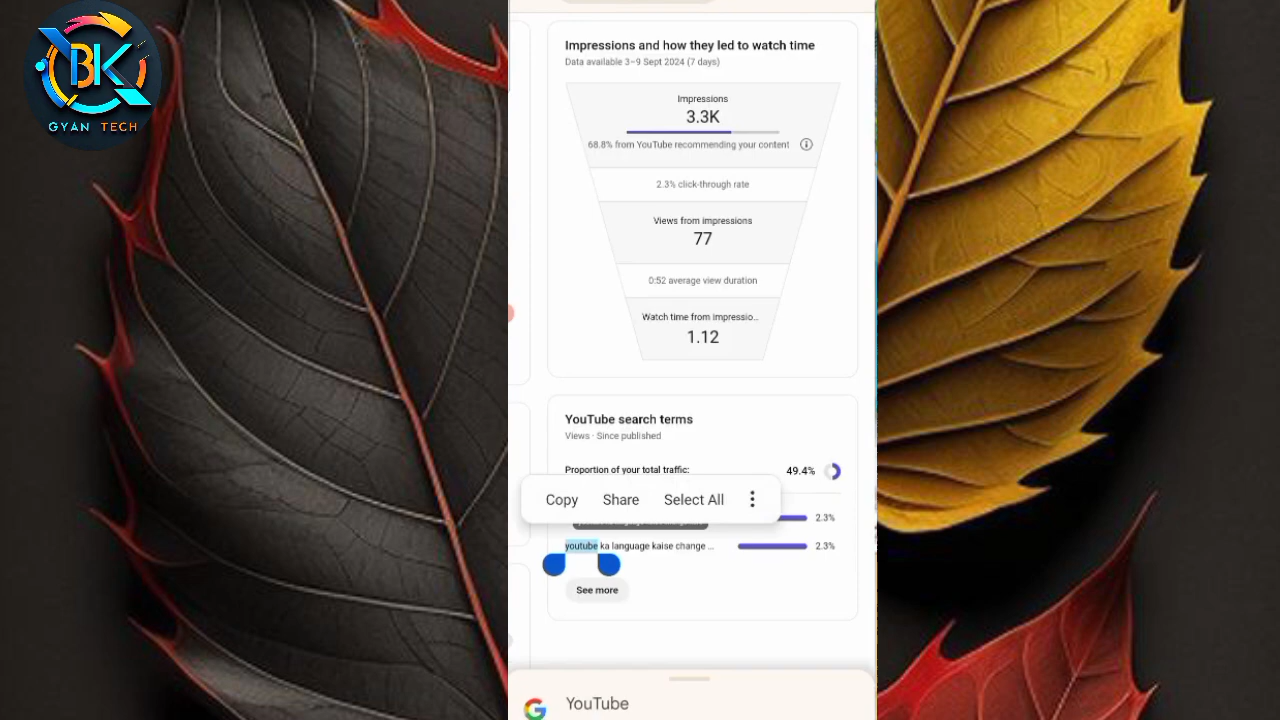 BK
GYAN TECH
Impressions and how they led to watch time
Data available 3–9 Sept 2024 (7 days)
Impressions
3.3K
68.8% from YouTube recommending your content
2.3% click-through rate
Views from impressions
77
0:52 average view duration
Watch time from impressio…
1.12
YouTube search terms
Views · Since published
Proportion of your total traffic: 49.4%
Copy Share Select All
2.3%
youtube ka language kaise change ... 2.3%
See more
YouTube